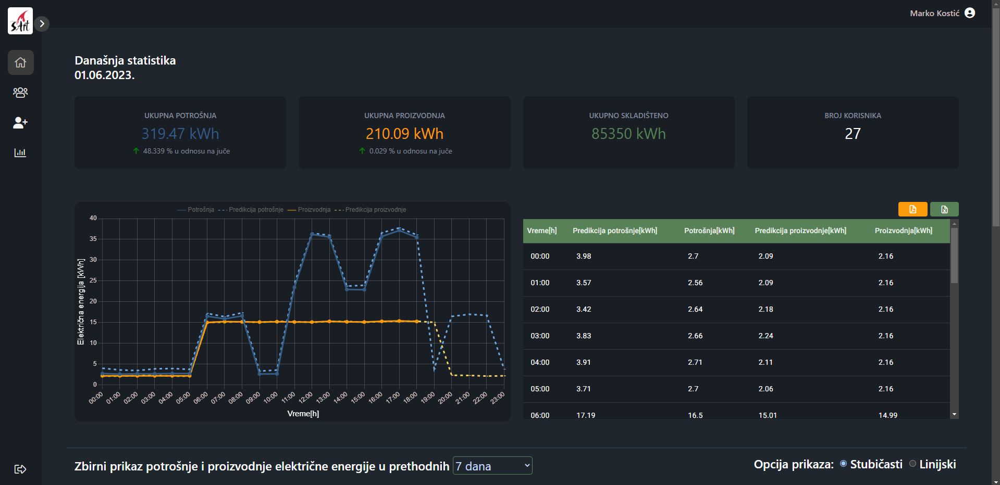 sArt
Marko Kostić
Današnja statistika
01.06.2023.
UKUPNA POTROŠNJA
319.47 kWh
48.339 % u odnosu na juče
UKUPNA PROIZVODNJA
210.09 kWh
0.029 % u odnosu na juče
UKUPNO SKLADIŠTENO
85350 kWh
BROJ KORISNIKA
27
Potrošnja Predikcija potrošnje Proizvodnja Predikcija proizvodnje
40
35
30
25
20
15
10
5
0
Električna energija [kWh]
00:00 01:00 02:00 03:00 04:00 05:00 06:00 07:00 08:00 09:00 10:00 11:00 12:00 13:00 14:00 15:00 16:00 17:00 18:00 19:00 20:00 21:00 22:00 23:00
Vreme[h]
Vreme[h] Predikcija potrošnje[kWh] Potrošnja[kWh] Predikcija proizvodnje[kWh] Proizvodnja[kWh]
00:00 3.98 2.7 2.09 2.16
01:00 3.57 2.56 2.09 2.16
02:00 3.42 2.64 2.18 2.16
03:00 3.83 2.66 2.24 2.16
04:00 3.91 2.71 2.11 2.16
05:00 3.71 2.7 2.06 2.16
06:00 17.19 16.5 15.01 14.99
Zbirni prikaz potrošnje i proizvodnje električne energije u prethodnih 7 dana
Opcija prikaza: Stubičasti Linijski